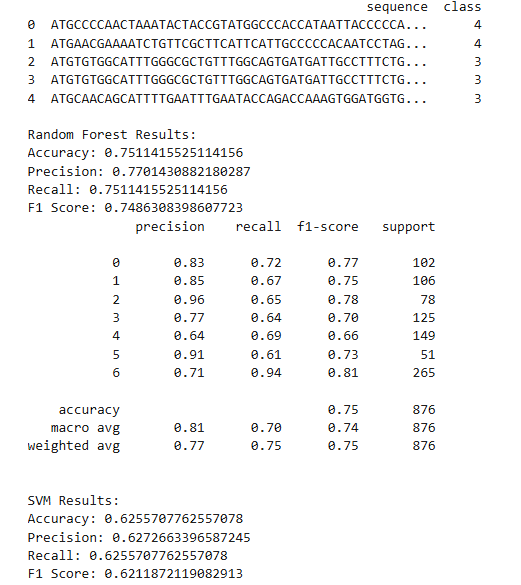 sequence class
0 ATGCCCCAACTAAATACTACCGTATGGCCCACCATAATTACCCCCA... 4
1 ATGAACGAAAATCTGTTCGCTTCATTCATTGCCCCCACAATCCTAG... 4
2 ATGTGTGGCATTTGGGCGCTGTTTGGCAGTGATGATTGCCTTTCTG... 3
3 ATGTGTGGCATTTGGGCGCTGTTTGGCAGTGATGATTGCCTTTCTG... 3
4 ATGCAACAGCATTTTGAATTTGAATACCAGACCAAAGTGGATGGTG... 3
Random Forest Results:
Accuracy: 0.7511415525114156
Precision: 0.7701430882180287
Recall: 0.7511415525114156
F1 Score: 0.7486308398607723
precision recall f1-score support
0 0.83 0.72 0.77 102
1 0.85 0.67 0.75 106
2 0.96 0.65 0.78 78
3 0.77 0.64 0.70 125
4 0.64 0.69 0.66 149
5 0.91 0.61 0.73 51
6 0.71 0.94 0.81 265
accuracy 0.75 876
macro avg 0.81 0.70 0.74 876
weighted avg 0.77 0.75 0.75 876
SVM Results:
Accuracy: 0.6255707762557078
Precision: 0.6272663396587245
Recall: 0.6255707762557078
F1 Score: 0.6211872119082913